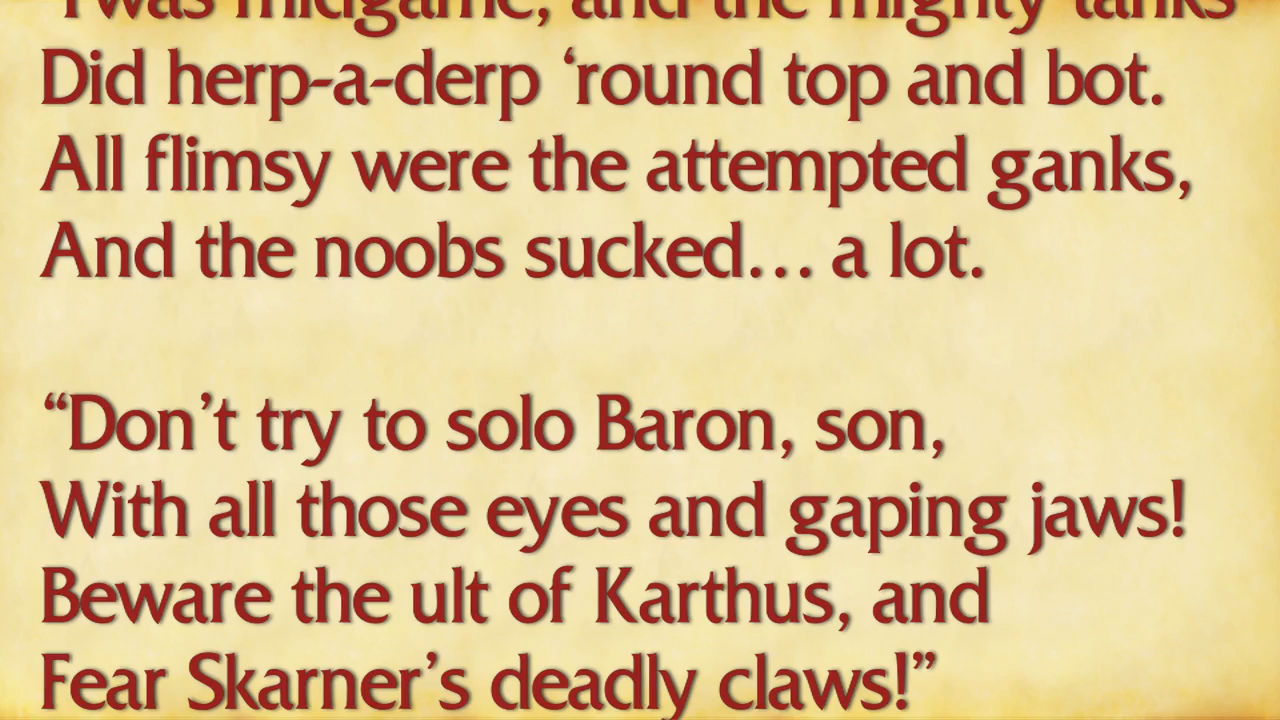 'Twas midgame, and the mighty tanks
Did herp-a-derp ‘round top and bot.
All flimsy were the attempted ganks,
And the noobs sucked… a lot.
“Don’t try to solo Baron, son,
With all those eyes and gaping jaws!
Beware the ult of Karthus, and
Fear Skarner’s deadly claws!”